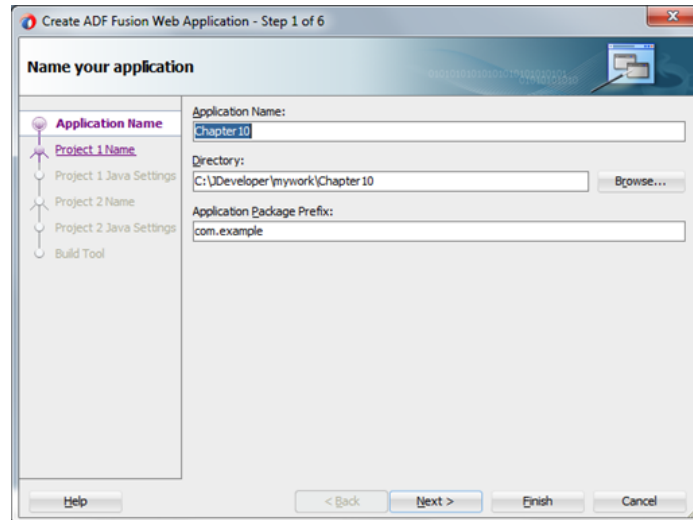 Create ADF Fusion Web Application - Step 1 of 6
Name your application
Application Name
Project 1 Name
Project 1 Java Settings
Project 2 Name
Project 2 Java Settings
Build Tool
Application Name:
Chapter10
Directory:
C:\JDeveloper\mywork\Chapter10
Browse...
Application Package Prefix:
com.example
Help
< Back
Next >
Finish
Cancel